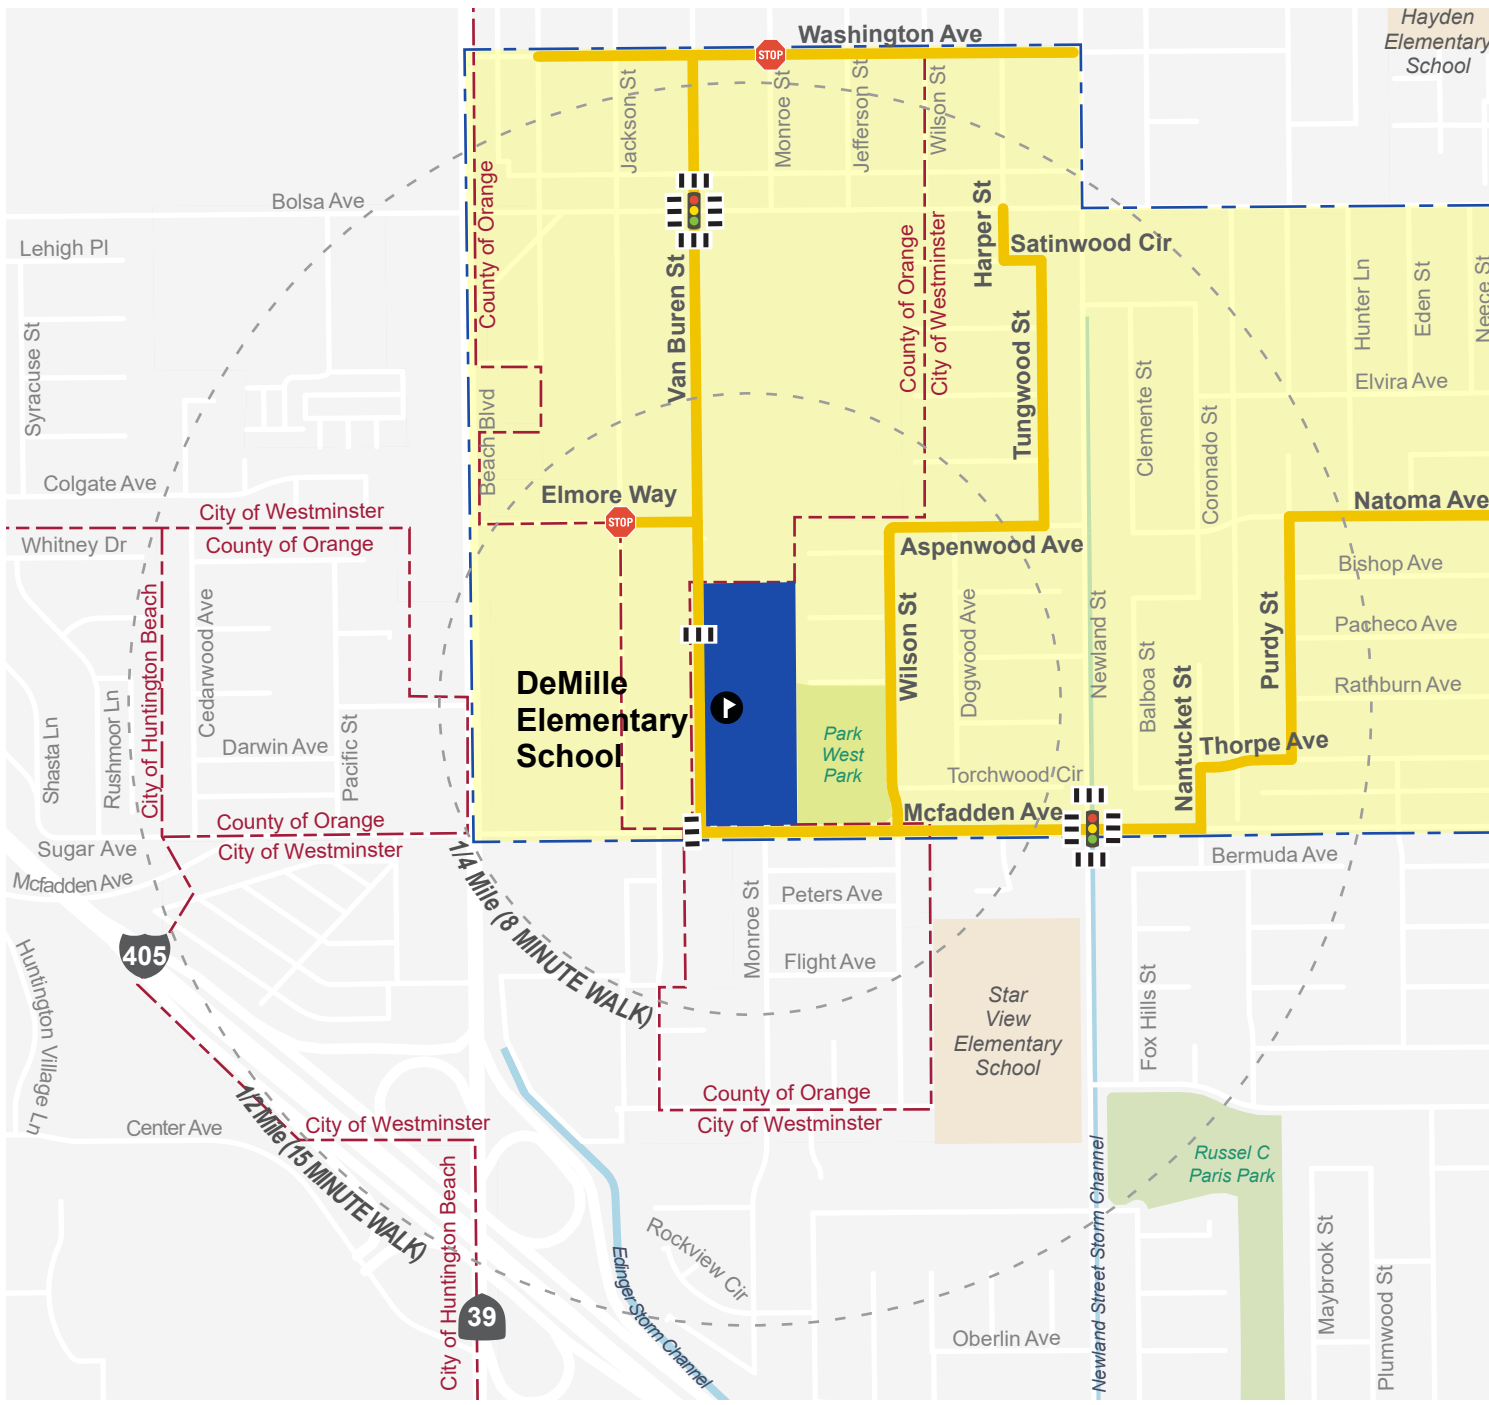 Hayden
Elementary
School
Washington Ave
STOP
Jackson St
Monroe St
Jefferson St
Wilson St
Bolsa Ave
Lehigh Pl
Syracuse St
County of Orange
Van Buren St
County of Orange
City of Westminster
Harper St
Satinwood Cir
Tungwood St
Hunter Ln
Eden St
Neece St
Elvira Ave
Clemente St
Coronado St
Beach Blvd
Colgate Ave
Elmore Way
STOP
City of Westminster
County of Orange
Whitney Dr
Natoma Ave
Aspenwood Ave
Bishop Ave
Pacheco Ave
Rathburn Ave
City of Huntington Beach
Cedarwood Ave
Wilson St
Dogwood Ave
Newland St
Balboa St
Nantucket St
Purdy St
Thorpe Ave
DeMille
Elementary
School
Park
West
Park
Shasta Ln
Rushmoor Ln
Darwin Ave
Pacific St
Torchwood Cir
Mcfadden Ave
County of Orange
City of Westminster
Sugar Ave
Mcfadden Ave
Bermuda Ave
1/4 Mile (8 MINUTE WALK)
Monroe St
Peters Ave
Flight Ave
405
Huntington Village Ln
Star
View
Elementary
School
Fox Hills St
County of Orange
City of Westminster
1/2 Mile (15 MINUTE WALK)
Center Ave
City of Westminster
City of Huntington Beach
Russel C
Paris Park
Newland Street Storm Channel
Rockview Cir
Edinger Storm Channel
39
Oberlin Ave
Maybrook St
Plumwood St